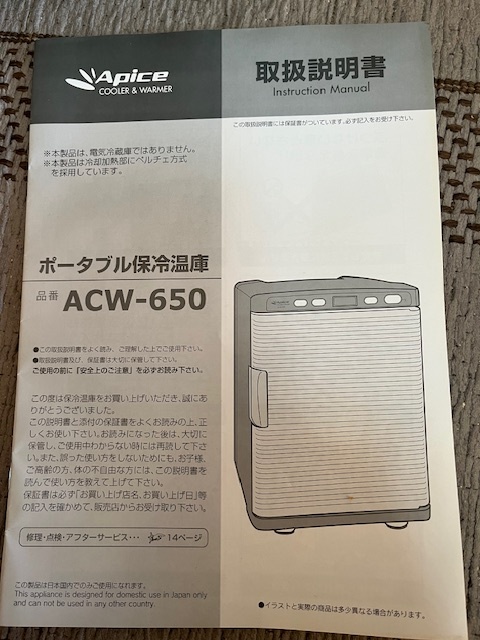 Apice
COOLER & WARMER
取扱説明書
Instruction Manual
この取扱説明書には保証書がついています。必ず記入をお受け下さい。
※本製品は、電気冷蔵庫ではありません。
※本製品は冷却加熱部にペルチェ方式
を採用しています。
ポータブル保冷温庫
品番 ACW-650
●この取扱説明書をよく読み、ご理解した上でご使用下さい。
●取扱説明書及び、保証書は大切に保管して下さい。
ご使用の前に「安全上のご注意」を必ずお読み下さい。
この度は保冷温庫をお買い上げいただき、誠にあ
りがとうございました。
この説明書と添付の保証書をよくお読みの上、正
しくお使い下さい。お読みになった後は、大切に
保管し、ご使用中わからない時には再読して下さ
い。また、誤った使い方をしないためにも、お子様、
ご高齢の方、体の不自由な方には、この説明書を
読んで使い方を教えて上げて下さい。
保証書は必ず「お買い上げ店名、お買い上げ日」等
の記入を確かめて、販売店からお受け取り下さい。
修理・点検・アフターサービス・・・ 14ページ
この製品は日本国内でのみご使用になれます。
This appliance is designed for domestic use in Japan only
and can not be used in any other country.
Apice
●イラストと実際の商品は多少異なる場合があります。